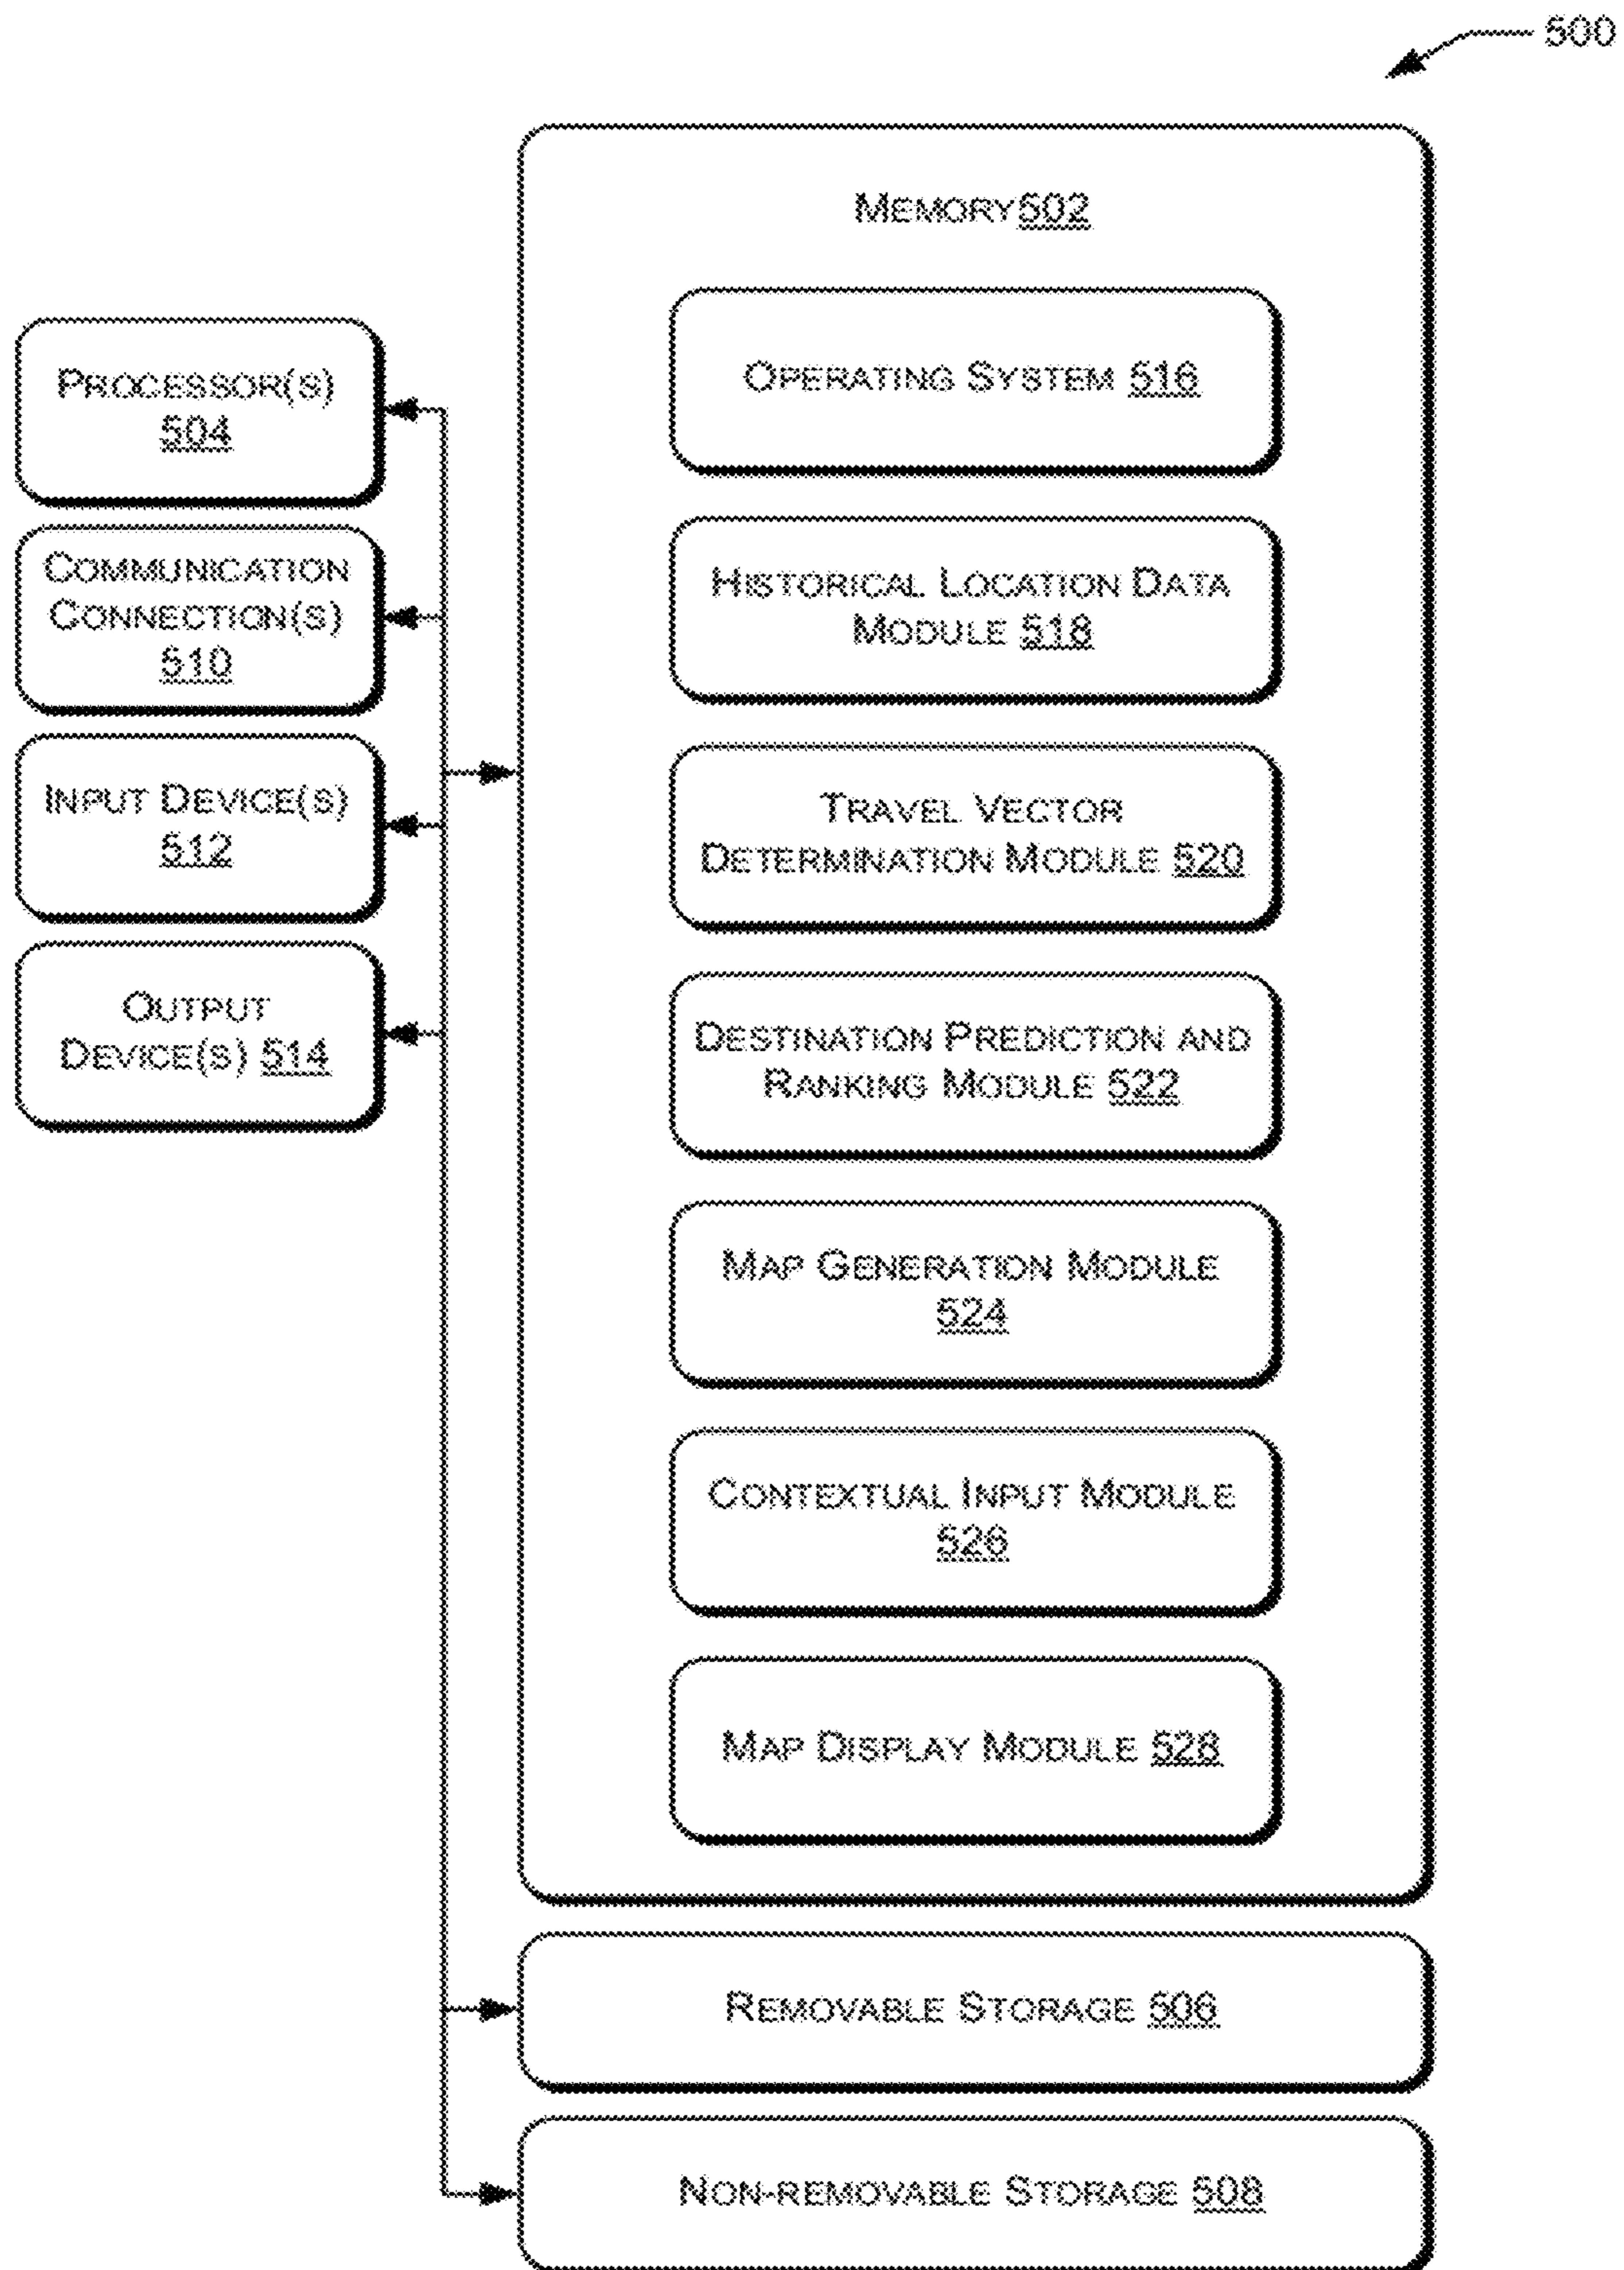 500
MEMORY 502
OPERATING SYSTEM 516
HISTORICAL LOCATION DATA
MODULE 518
TRAVEL VECTOR
DETERMINATION MODULE 520
DESTINATION PREDICTION AND
RANKING MODULE 522
MAP GENERATION MODULE
524
CONTEXTUAL INPUT MODULE
526
MAP DISPLAY MODULE 528
PROCESSOR(S)
504
COMMUNICATION
CONNECTION(S)
510
INPUT DEVICE(S)
512
OUTPUT
DEVICE(S) 514
REMOVABLE STORAGE 506
NON-REMOVABLE STORAGE 508